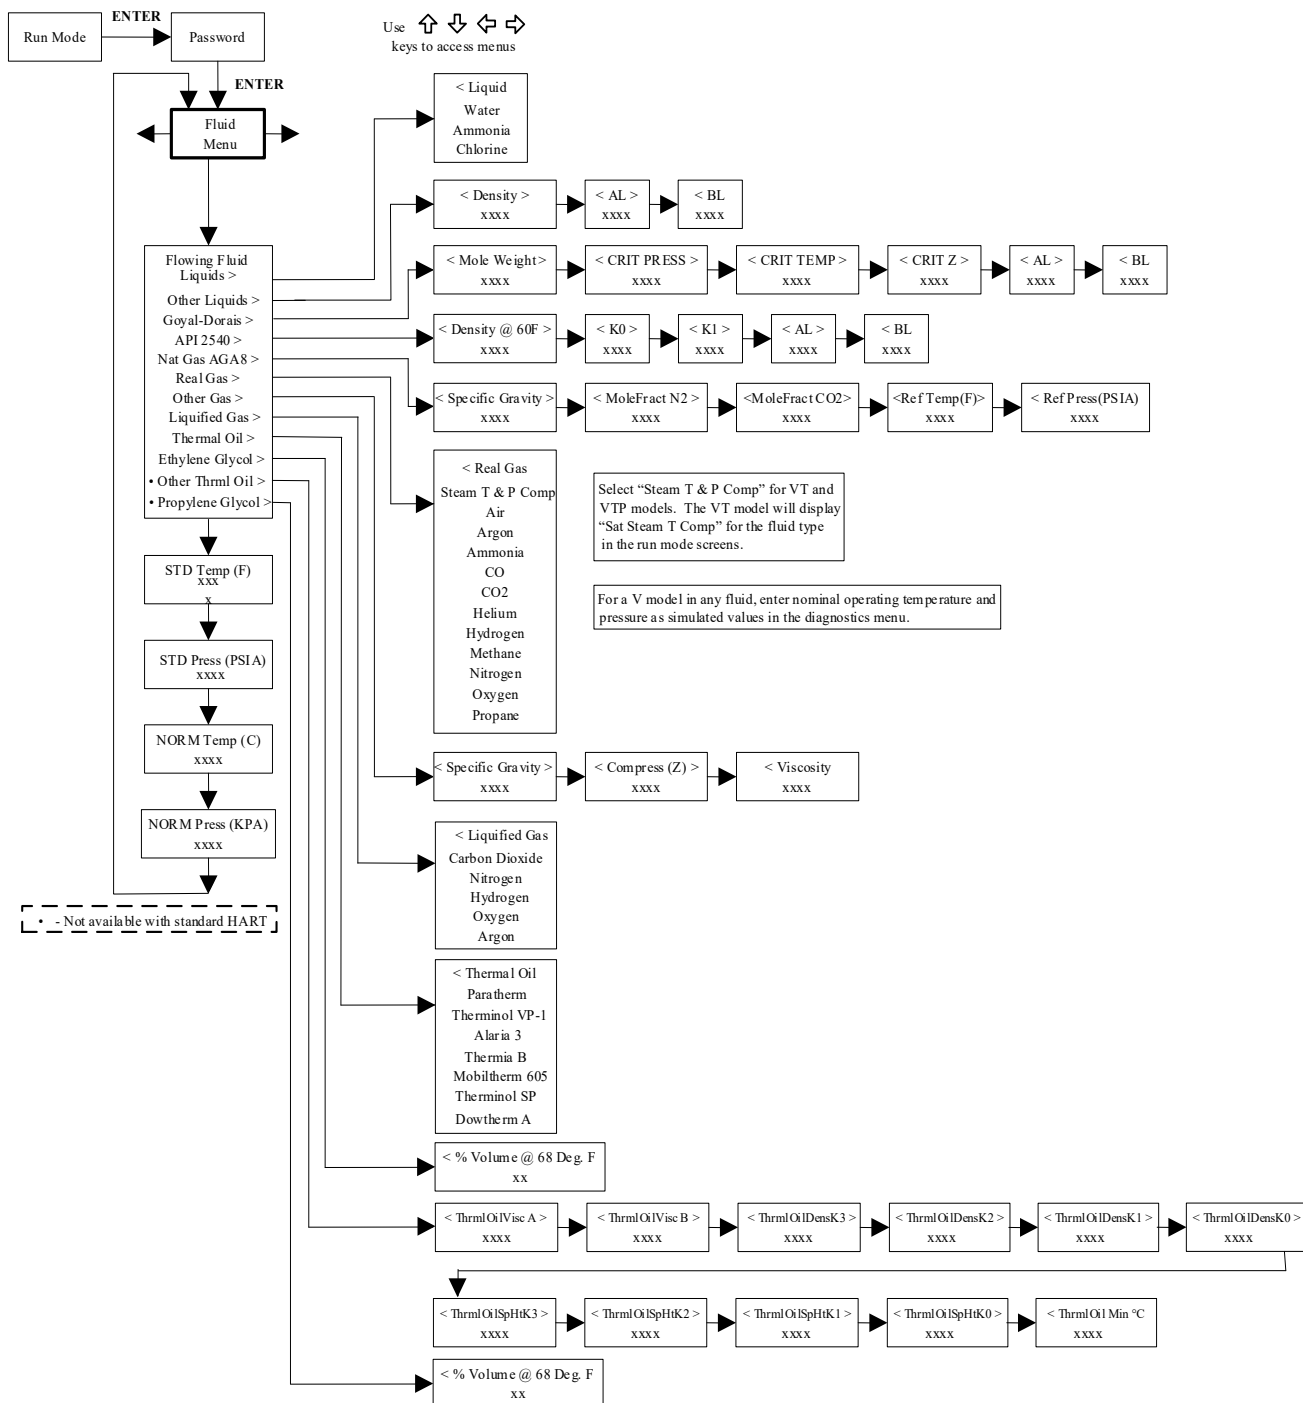 Run Mode
ENTER
Password
ENTER
Use
keys to access menus
Fluid
Menu
Flowing Fluid
Liquids >
Other Liquids >
Goyal-Dorais >
API 2540 >
Nat Gas AGA8 >
Real Gas >
Other Gas >
Liquified Gas >
Thermal Oil >
Ethylene Glycol >
• Other Thrml Oil >
• Propylene Glycol >
STD Temp (F)
xxx
x
STD Press (PSIA)
xxxx
NORM Temp (C)
xxxx
NORM Press (KPA)
xxxx
• - Not available with standard HART
< Liquid
Water
Ammonia
Chlorine
< Density >
xxxx
< AL >
xxxx
< BL
xxxx
< Mole Weight>
xxxx
< CRIT PRESS >
xxxx
< CRIT TEMP >
xxxx
< CRIT Z >
xxxx
< AL >
xxxx
< BL
xxxx
< Density @ 60F >
xxxx
< K0 >
xxxx
< K1 >
xxxx
< AL >
xxxx
< BL
xxxx
< Specific Gravity >
xxxx
< MoleFract N2 >
xxxx
<MoleFract CO2>
xxxx
<Ref Temp(F)>
xxxx
< Ref Press(PSIA)
xxxx
< Real Gas
Steam T & P Comp
Air
Argon
Ammonia
CO
CO2
Helium
Hydrogen
Methane
Nitrogen
Oxygen
Propane
Select “Steam T & P Comp” for VT and
VTP models. The VT model will display
“Sat Steam T Comp” for the fluid type
in the run mode screens.
For a V model in any fluid, enter nominal operating temperature and
pressure as simulated values in the diagnostics menu.
< Specific Gravity >
xxxx
< Compress (Z) >
xxxx
< Viscosity
xxxx
< Liquified Gas
Carbon Dioxide
Nitrogen
Hydrogen
Oxygen
Argon
< Thermal Oil
Paratherm
Therminol VP-1
Alaria 3
Thermia B
Mobiltherm 605
Therminol SP
Dowtherm A
< % Volume @ 68 Deg. F
xx
< ThrmlOilVisc A >
xxxx
< ThrmlOilVisc B >
xxxx
< ThrmlOilDensK3 >
xxxx
< ThrmlOilDensK2 >
xxxx
< ThrmlOilDensK1 >
xxxx
< ThrmlOilDensK0 >
xxxx
< ThrmlOilSpHtK3 >
xxxx
< ThrmlOilSpHtK2 >
xxxx
< ThrmlOilSpHtK1 >
xxxx
< ThrmlOilSpHtK0 >
xxxx
< ThrmlOil Min °C
xxxx
< % Volume @ 68 Deg. F
xx